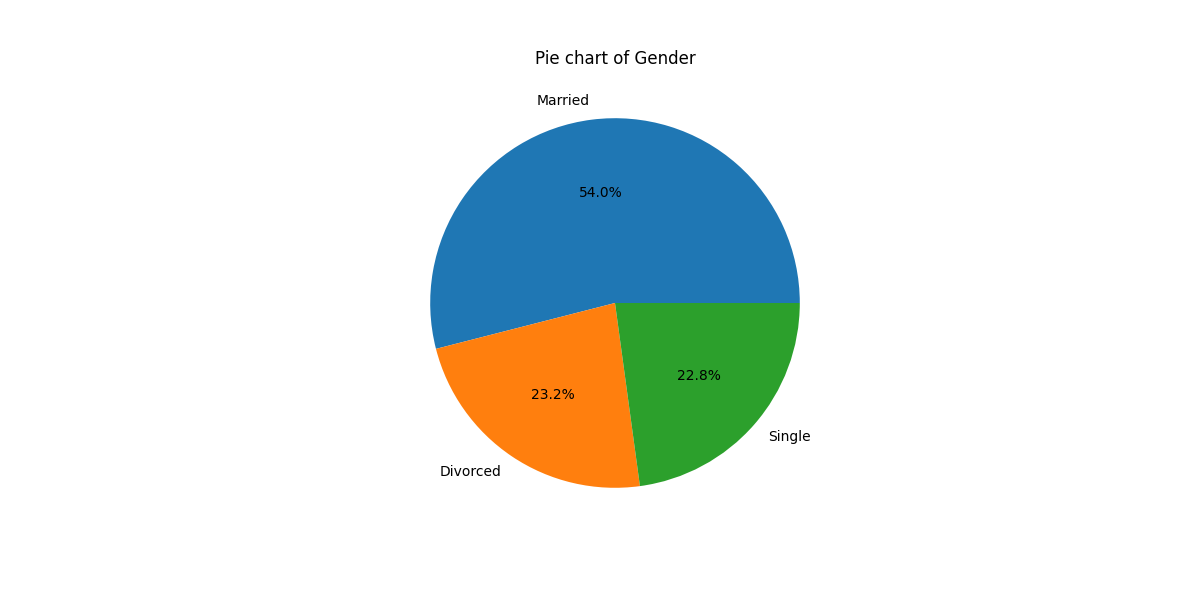 Pie chart of Gender
Married
54.0%
22.8%
23.2%
Single
Divorced